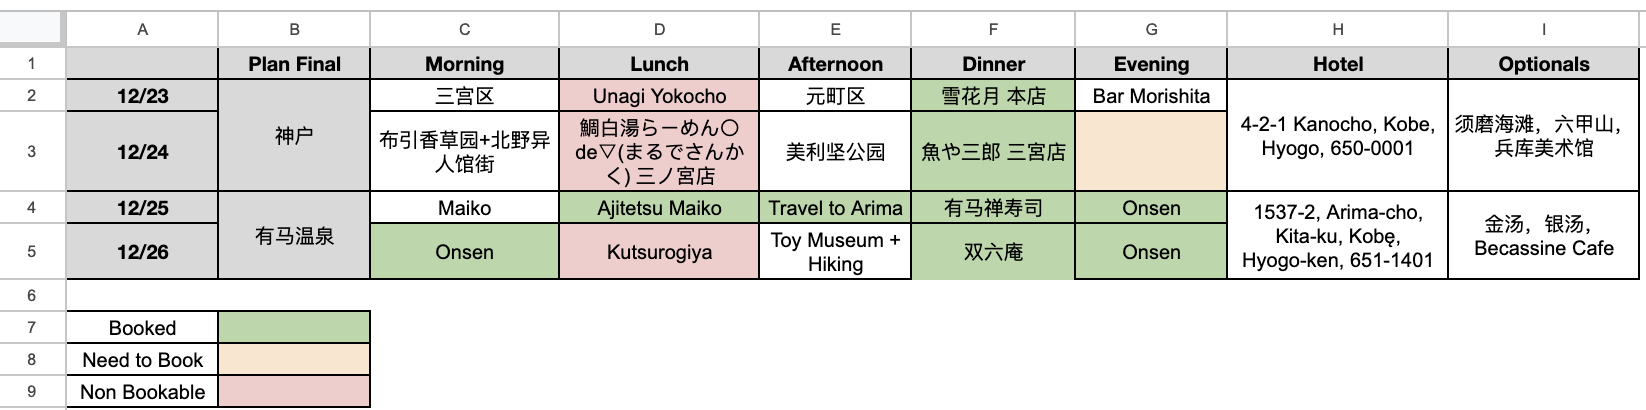 A B C D E F G H I
1 Plan Final Morning Lunch Afternoon Dinner Evening Hotel Optionals
2 12/23 三宫区 Unagi Yokocho 元町区 雪花月 本店 Bar Morishita
神户
4-2-1 Kanocho, Kobe,
Hyogo, 650-0001
须磨海滩，六甲山，
兵库美术馆
3 12/24
布引香草园+北野异
人馆街
鯛白湯らーめん〇
de▽(まるでさんか
く) 三ノ宮店
美利坚公园
魚や三郎 三宮店
4 12/25 Maiko Ajitetsu Maiko Travel to Arima 有马禅寿司 Onsen
有马温泉
1537-2, Arima-cho,
Kita-ku, Kobę,
Hyogo-ken, 651-1401
金汤，银汤，
Becassine Cafe
5 12/26 Onsen Kutsurogiya
Toy Museum +
Hiking
双六庵 Onsen
6
7 Booked
8 Need to Book
9 Non Bookable